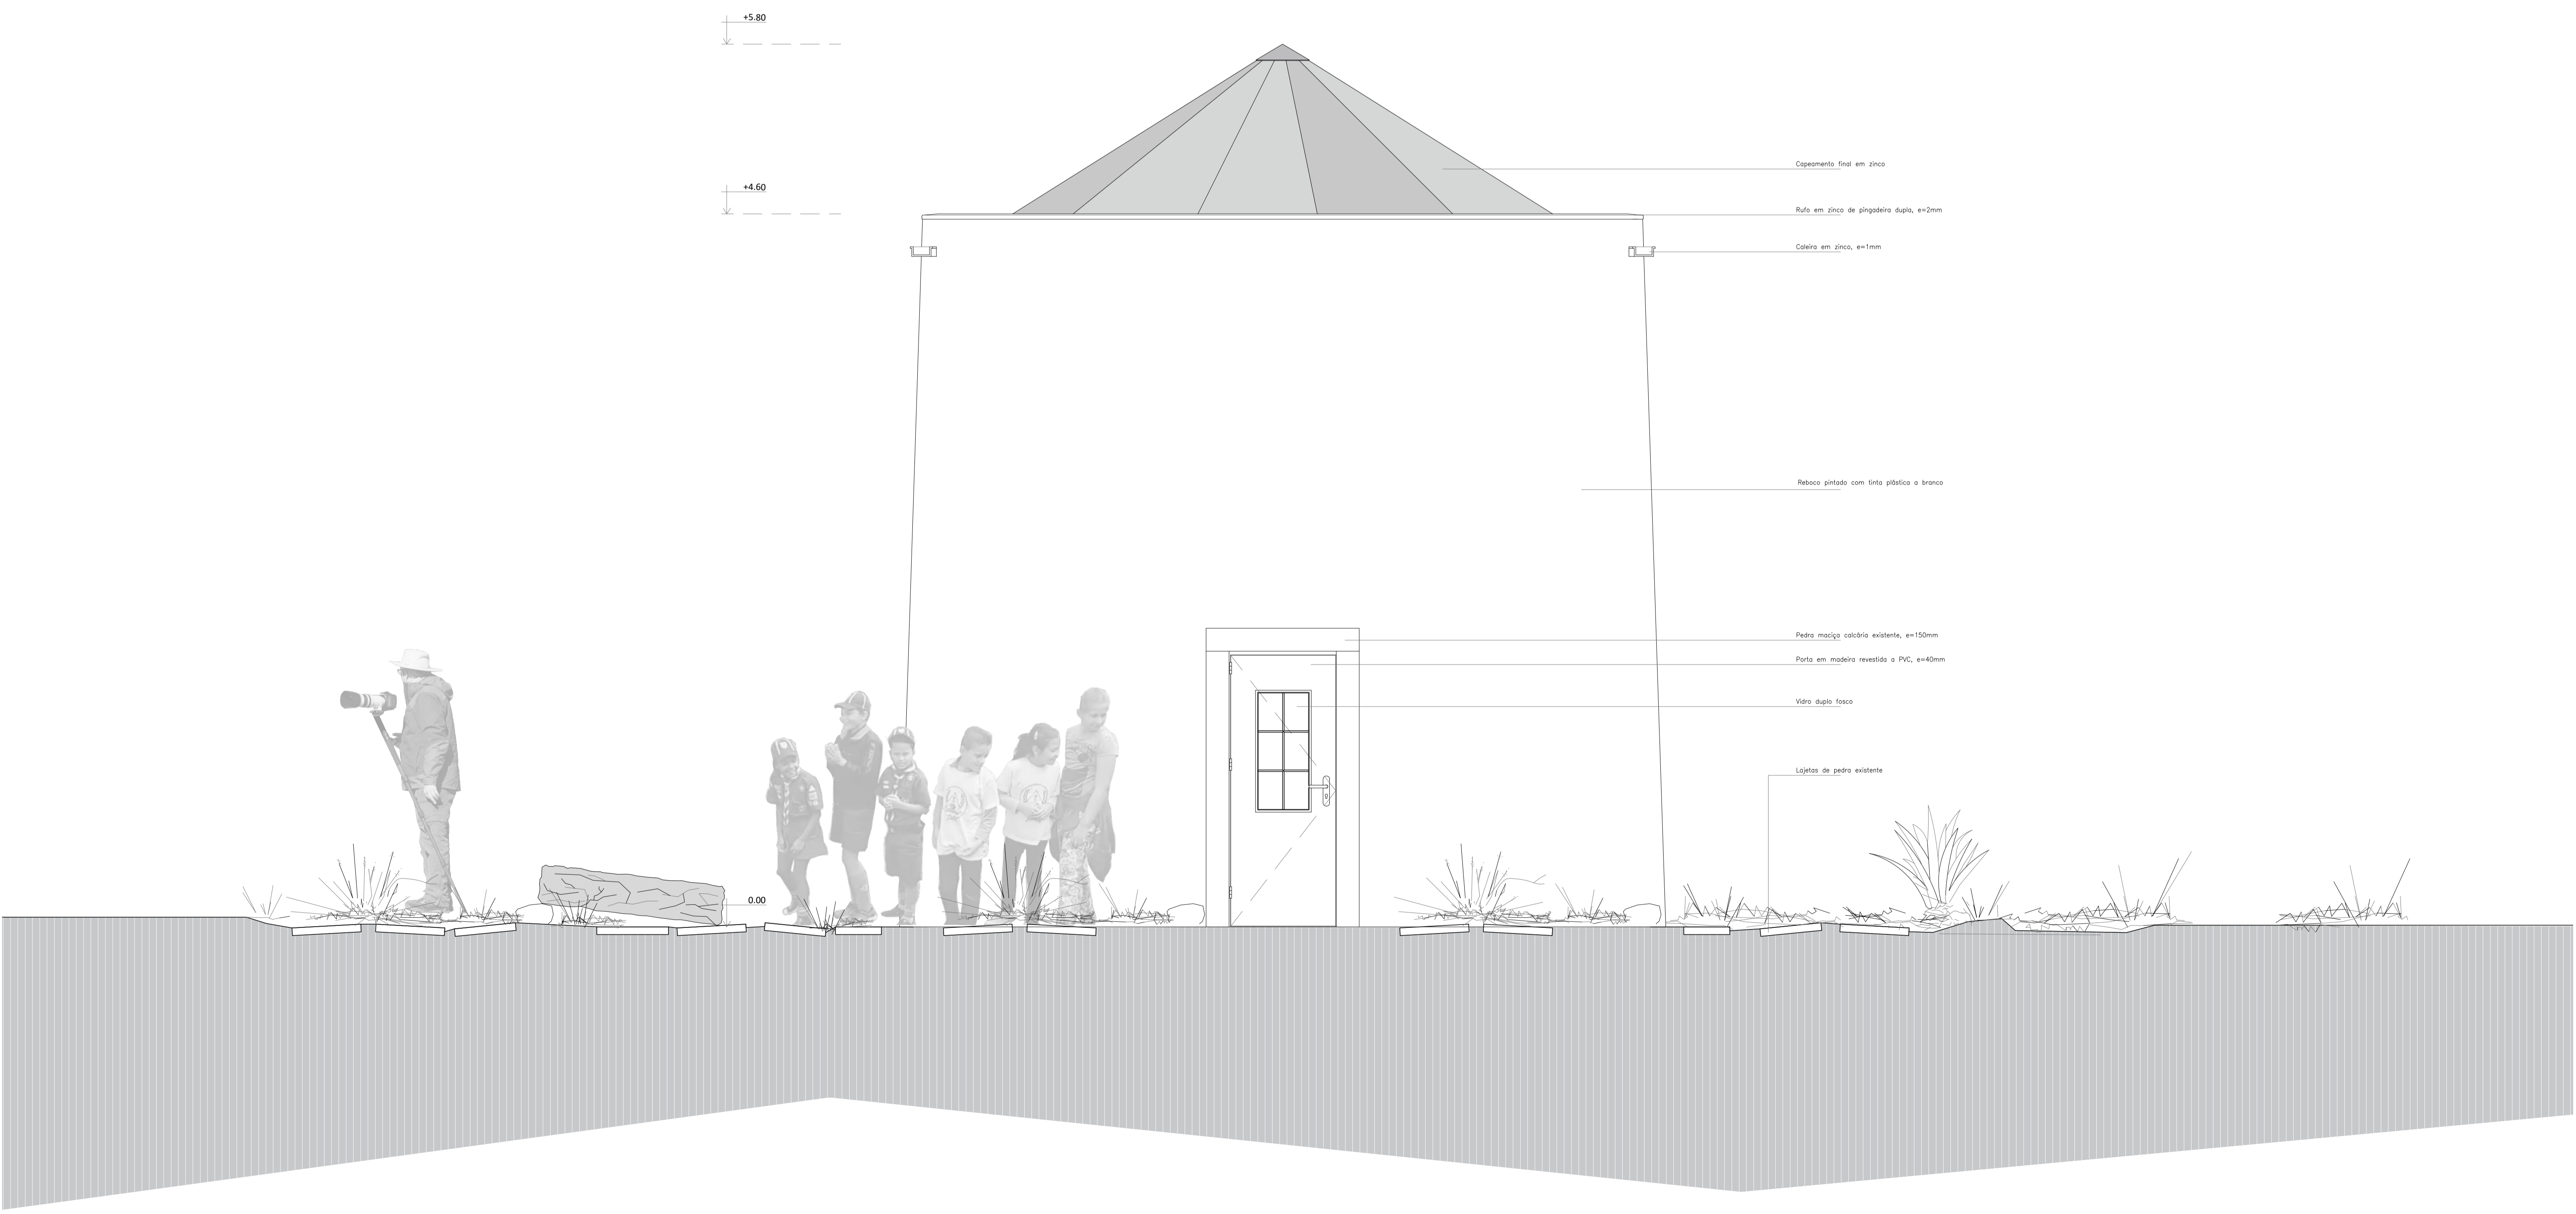 +5.80
+4.60
Capeamento final em zinco
Rufo em zinco de pingadeira dupla, e=2mm
Caleira em zinco, e=1mm
Reboco pintado com tinta plástica a branco
Pedra maciça calcária existente, e=150mm
Porta em madeira revestida a PVC, e=40mm
Vidro duplo fosco
Lajetas de pedra existente
0.00